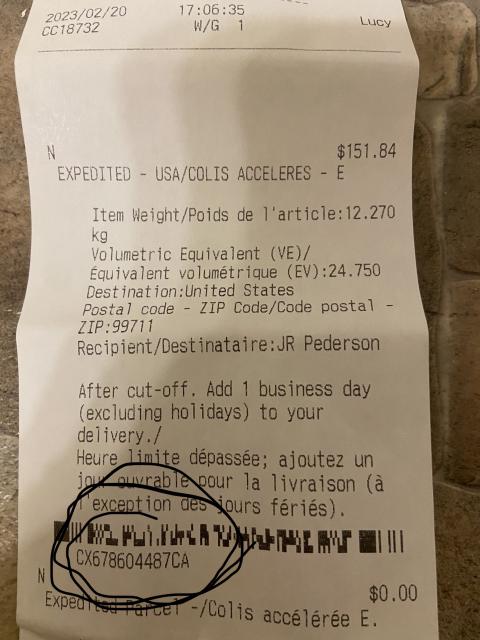 2023/02/20 17:06:35
CC18732 W/G 1 Lucy
N $151.84
EXPEDITED - USA/COLIS ACCELERES - E
Item Weight/Poids de l'article:12.270
kg
Volumetric Equivalent (VE)/
Équivalent volumétrique (EV):24.750
Destination:United States
Postal code - ZIP Code/Code postal -
ZIP:99711
Recipient/Destinataire:JR Pederson
After cut-off. Add 1 business day
(excluding holidays) to your
delivery./
Heure limite dépassée; ajoutez un
jour ouvrable pour la livraison (à
l'exception des jours fériés).
CX678604487CA
N $0.00
Expedited Parcel -/Colis accélérée E.